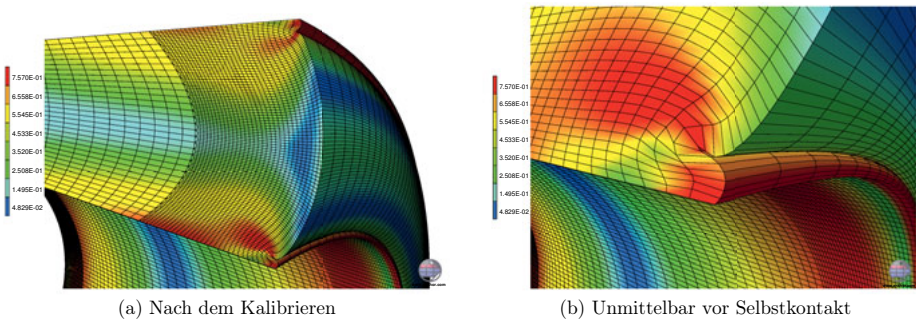 7.570E-01
6.558E-01
5.545E-01
4.533E-01
3.520E-01
2.508E-01
1.495E-01
4.829E-02
7.570E-01
6.558E-01
5.545E-01
4.533E-01
3.520E-01
2.508E-01
1.495E-01
4.829E-02
(a) Nach dem Kalibrieren
(b) Unmittelbar vor Selbstkontakt